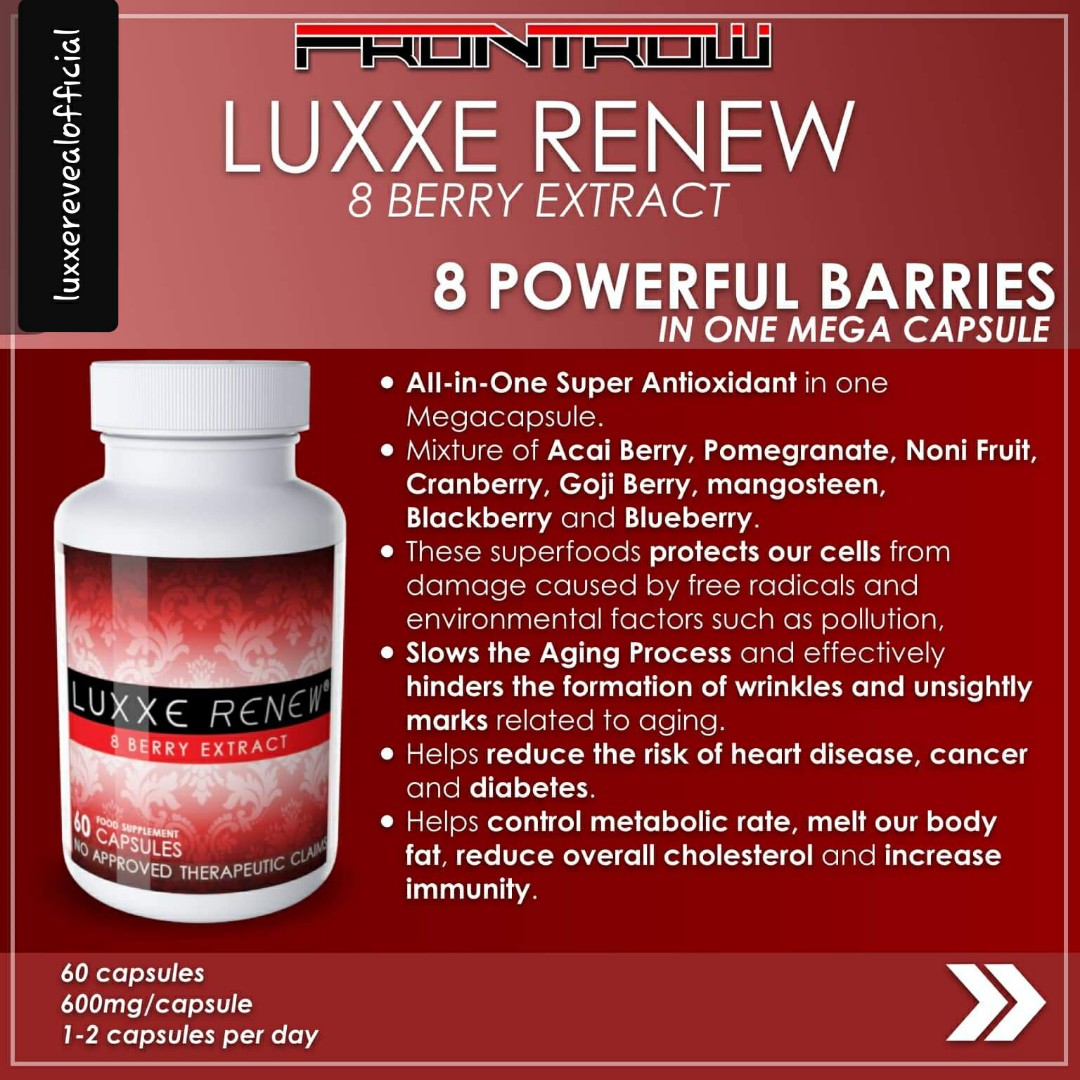 luxxerevealofficial
FRONTROW
LUXXE RENEW
8 BERRY EXTRACT
8 POWERFUL BARRIES
IN ONE MEGA CAPSULE
• All-in-One Super Antioxidant in one
Megacapsule.
• Mixture of Acai Berry, Pomegranate, Noni Fruit,
Cranberry, Goji Berry, mangosteen,
Blackberry and Blueberry.
• These superfoods protects our cells from
damage caused by free radicals and
environmental factors such as pollution,
• Slows the Aging Process and effectively
hinders the formation of wrinkles and unsightly
marks related to aging.
• Helps reduce the risk of heart disease, cancer
and diabetes.
• Helps control metabolic rate, melt our body
fat, reduce overall cholesterol and increase
immunity.
LUXXE RENEW®
8 BERRY EXTRACT
60 FOOD SUPPLEMENT
CAPSULES
NO APPROVED THERAPEUTIC CLAIMS
60 capsules
600mg/capsule
1-2 capsules per day